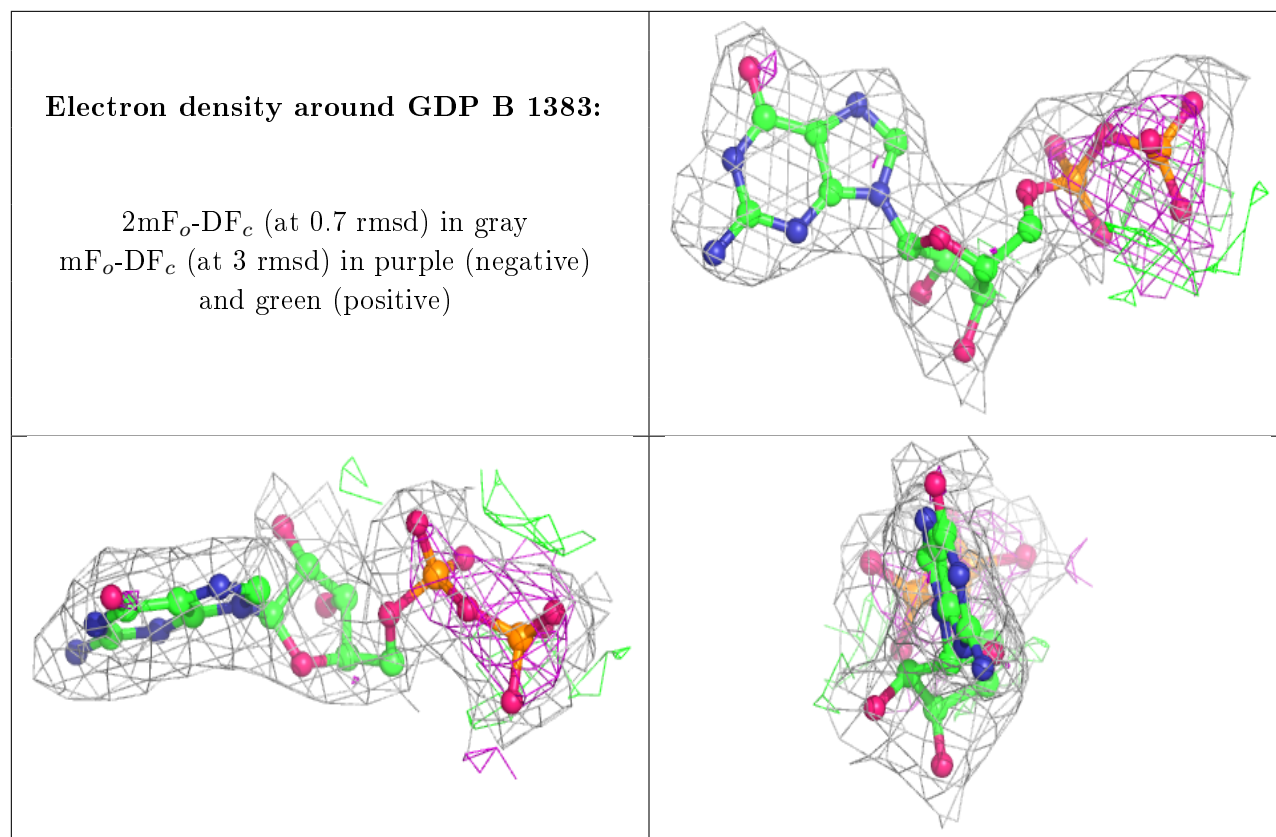 Electron density around GDP B 1383:
2mFₒ-DF𝑐 (at 0.7 rmsd) in gray
mFₒ-DF𝑐 (at 3 rmsd) in purple (negative)
and green (positive)